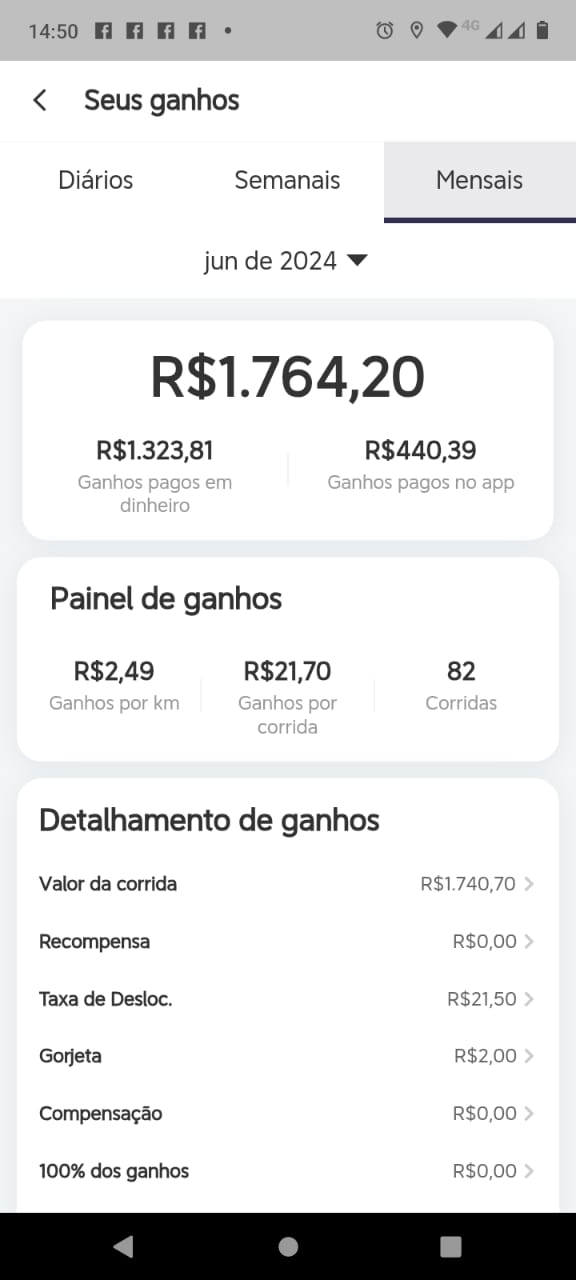 14:50
4G
Seus ganhos
Diários
Semanais
Mensais
jun de 2024
R$1.764,20
R$1.323,81
Ganhos pagos em
dinheiro
R$440,39
Ganhos pagos no app
Painel de ganhos
R$2,49
Ganhos por km
R$21,70
Ganhos por
corrida
82
Corridas
Detalhamento de ganhos
Valor da corrida R$1.740,70
Recompensa R$0,00
Taxa de Desloc. R$21,50
Gorjeta R$2,00
Compensação R$0,00
100% dos ganhos R$0,00